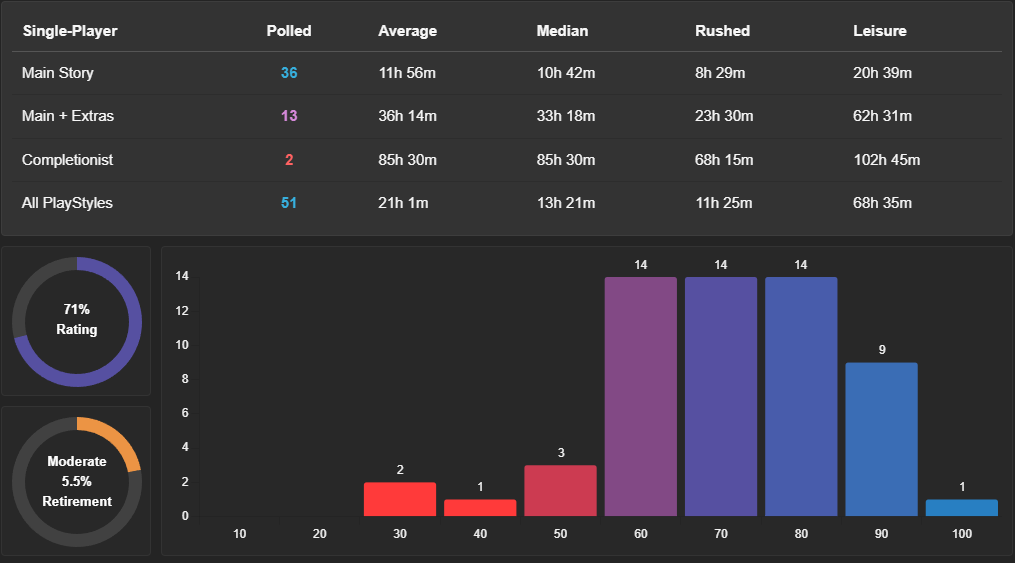 Single-Player Polled Average Median Rushed Leisure
Main Story 36 11h 56m 10h 42m 8h 29m 20h 39m
Main + Extras 13 36h 14m 33h 18m 23h 30m 62h 31m
Completionist 2 85h 30m 85h 30m 68h 15m 102h 45m
All PlayStyles 51 21h 1m 13h 21m 11h 25m 68h 35m
71%
Rating
Moderate
5.5%
Retirement
14 14 14
14
12
10
9
8
6
4
3
2
2
1
1
0
10 20 30 40 50 60 70 80 90 100